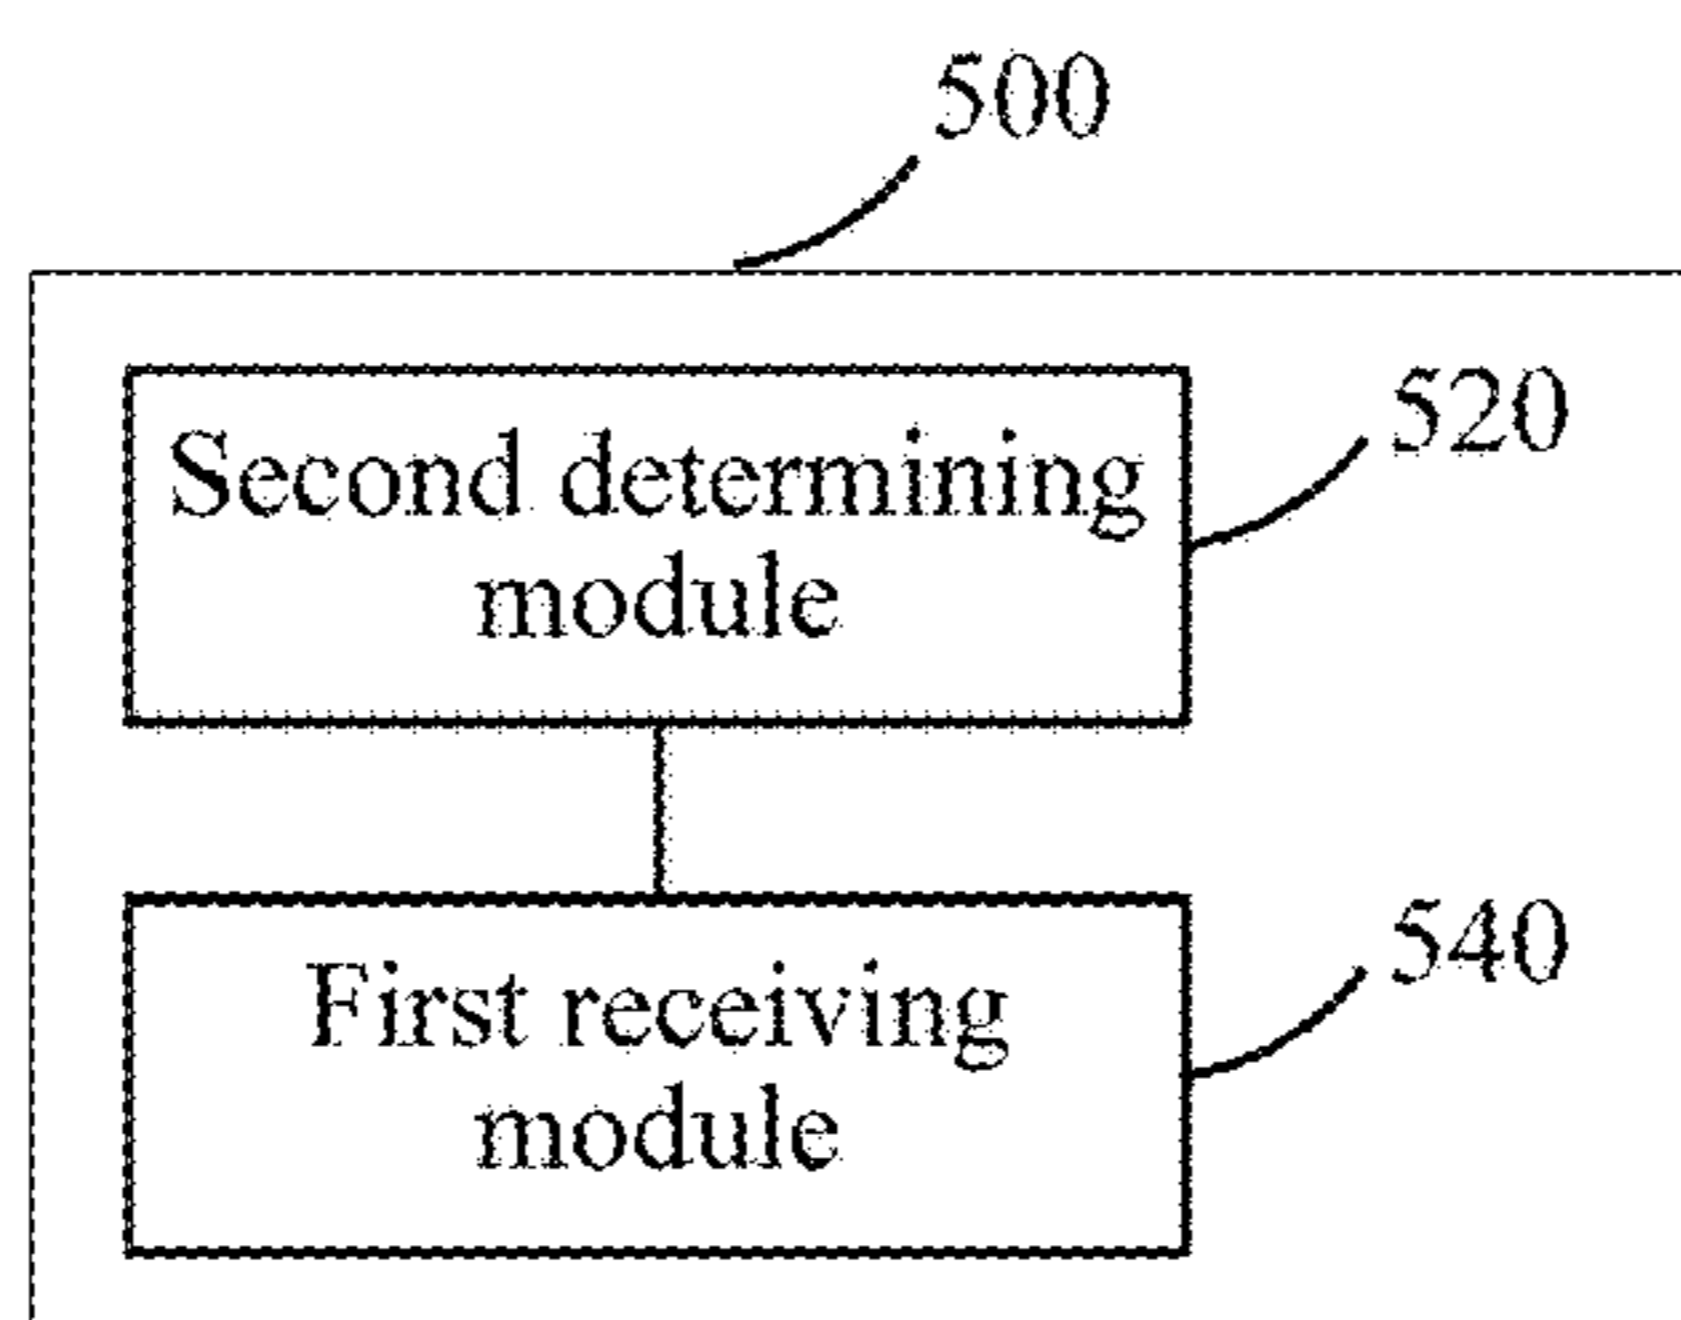 500
Second determining
module
520
First receiving
module
540